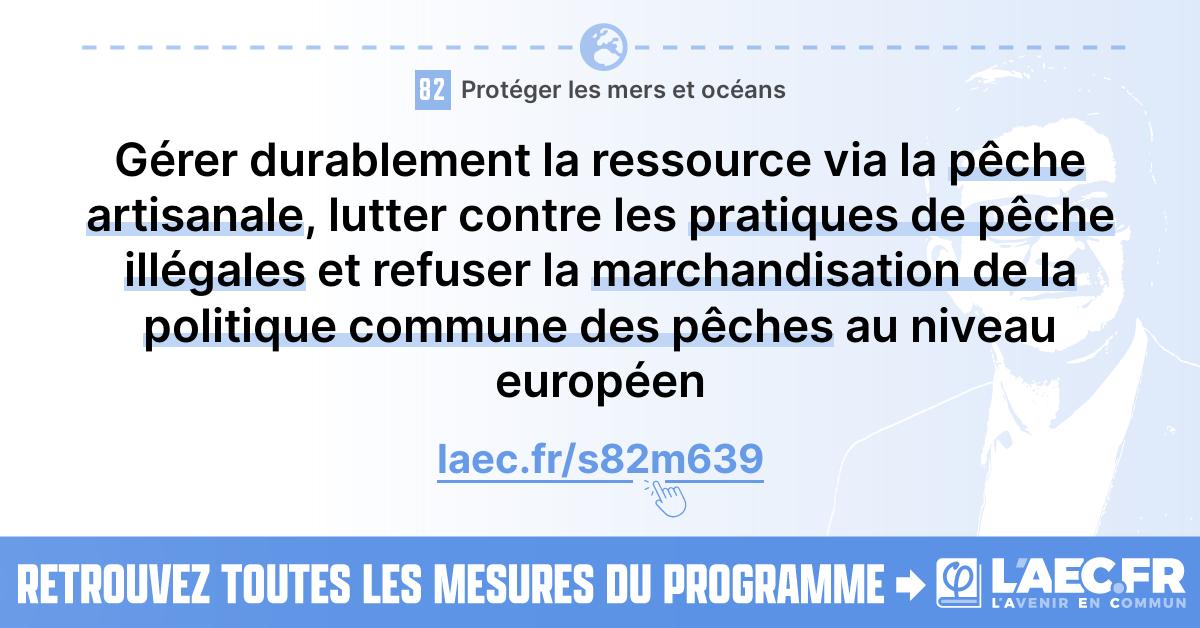 82 Protéger les mers et océans
Gérer durablement la ressource via la pêche
artisanale, lutter contre les pratiques de pêche
illégales et refuser la marchandisation de la
politique commune des pêches au niveau
européen
laec.fr/s82m639
RETROUVEZ TOUTES LES MESURES DU PROGRAMME
φ L'AEC.FR
L'AVENIR EN COMMUN